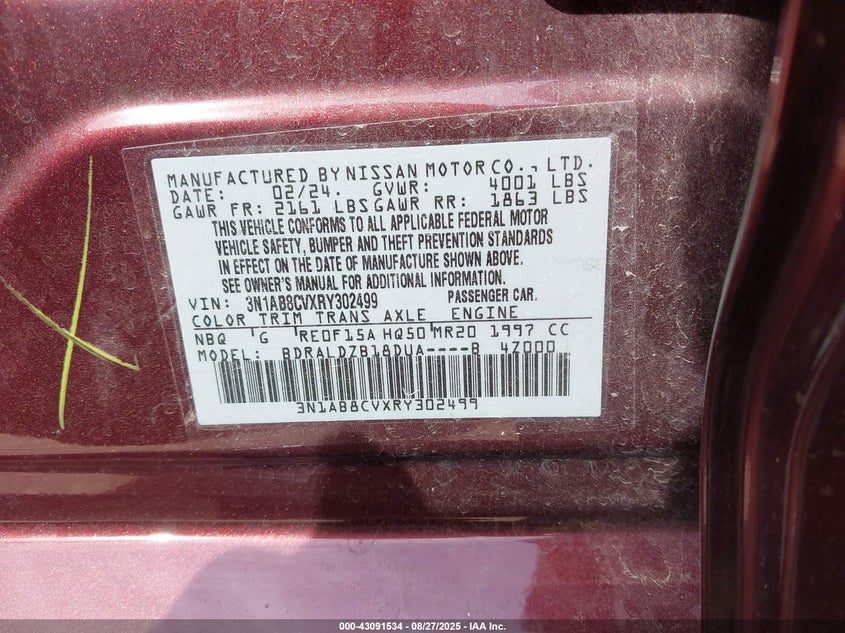 MANUFACTURED BY NISSAN MOTOR CO., LTD.
DATE: 02/24. GVWR: 4001 LBS
GAWR FR: 2161 LBS GAWR RR: 1863 LBS
THIS VEHICLE CONFORMS TO ALL APPLICABLE FEDERAL MOTOR
VEHICLE SAFETY, BUMPER AND THEFT PREVENTION STANDARDS
IN EFFECT ON THE DATE OF MANUFACTURE SHOWN ABOVE.
SEE OWNER'S MANUAL FOR ADDITIONAL INFORMATION.
VIN: 3N1AB8CVXRY302499 PASSENGER CAR.
COLOR TRIM TRANS AXLE ENGINE
NBQ G RE0F15A HQ50 MR20 1997 CC
MODEL: BDRALDZB18DUA----B 4Z000
3N1AB8CVXRY302499
000-43091534 | 08/27/2025 - IAA Inc.